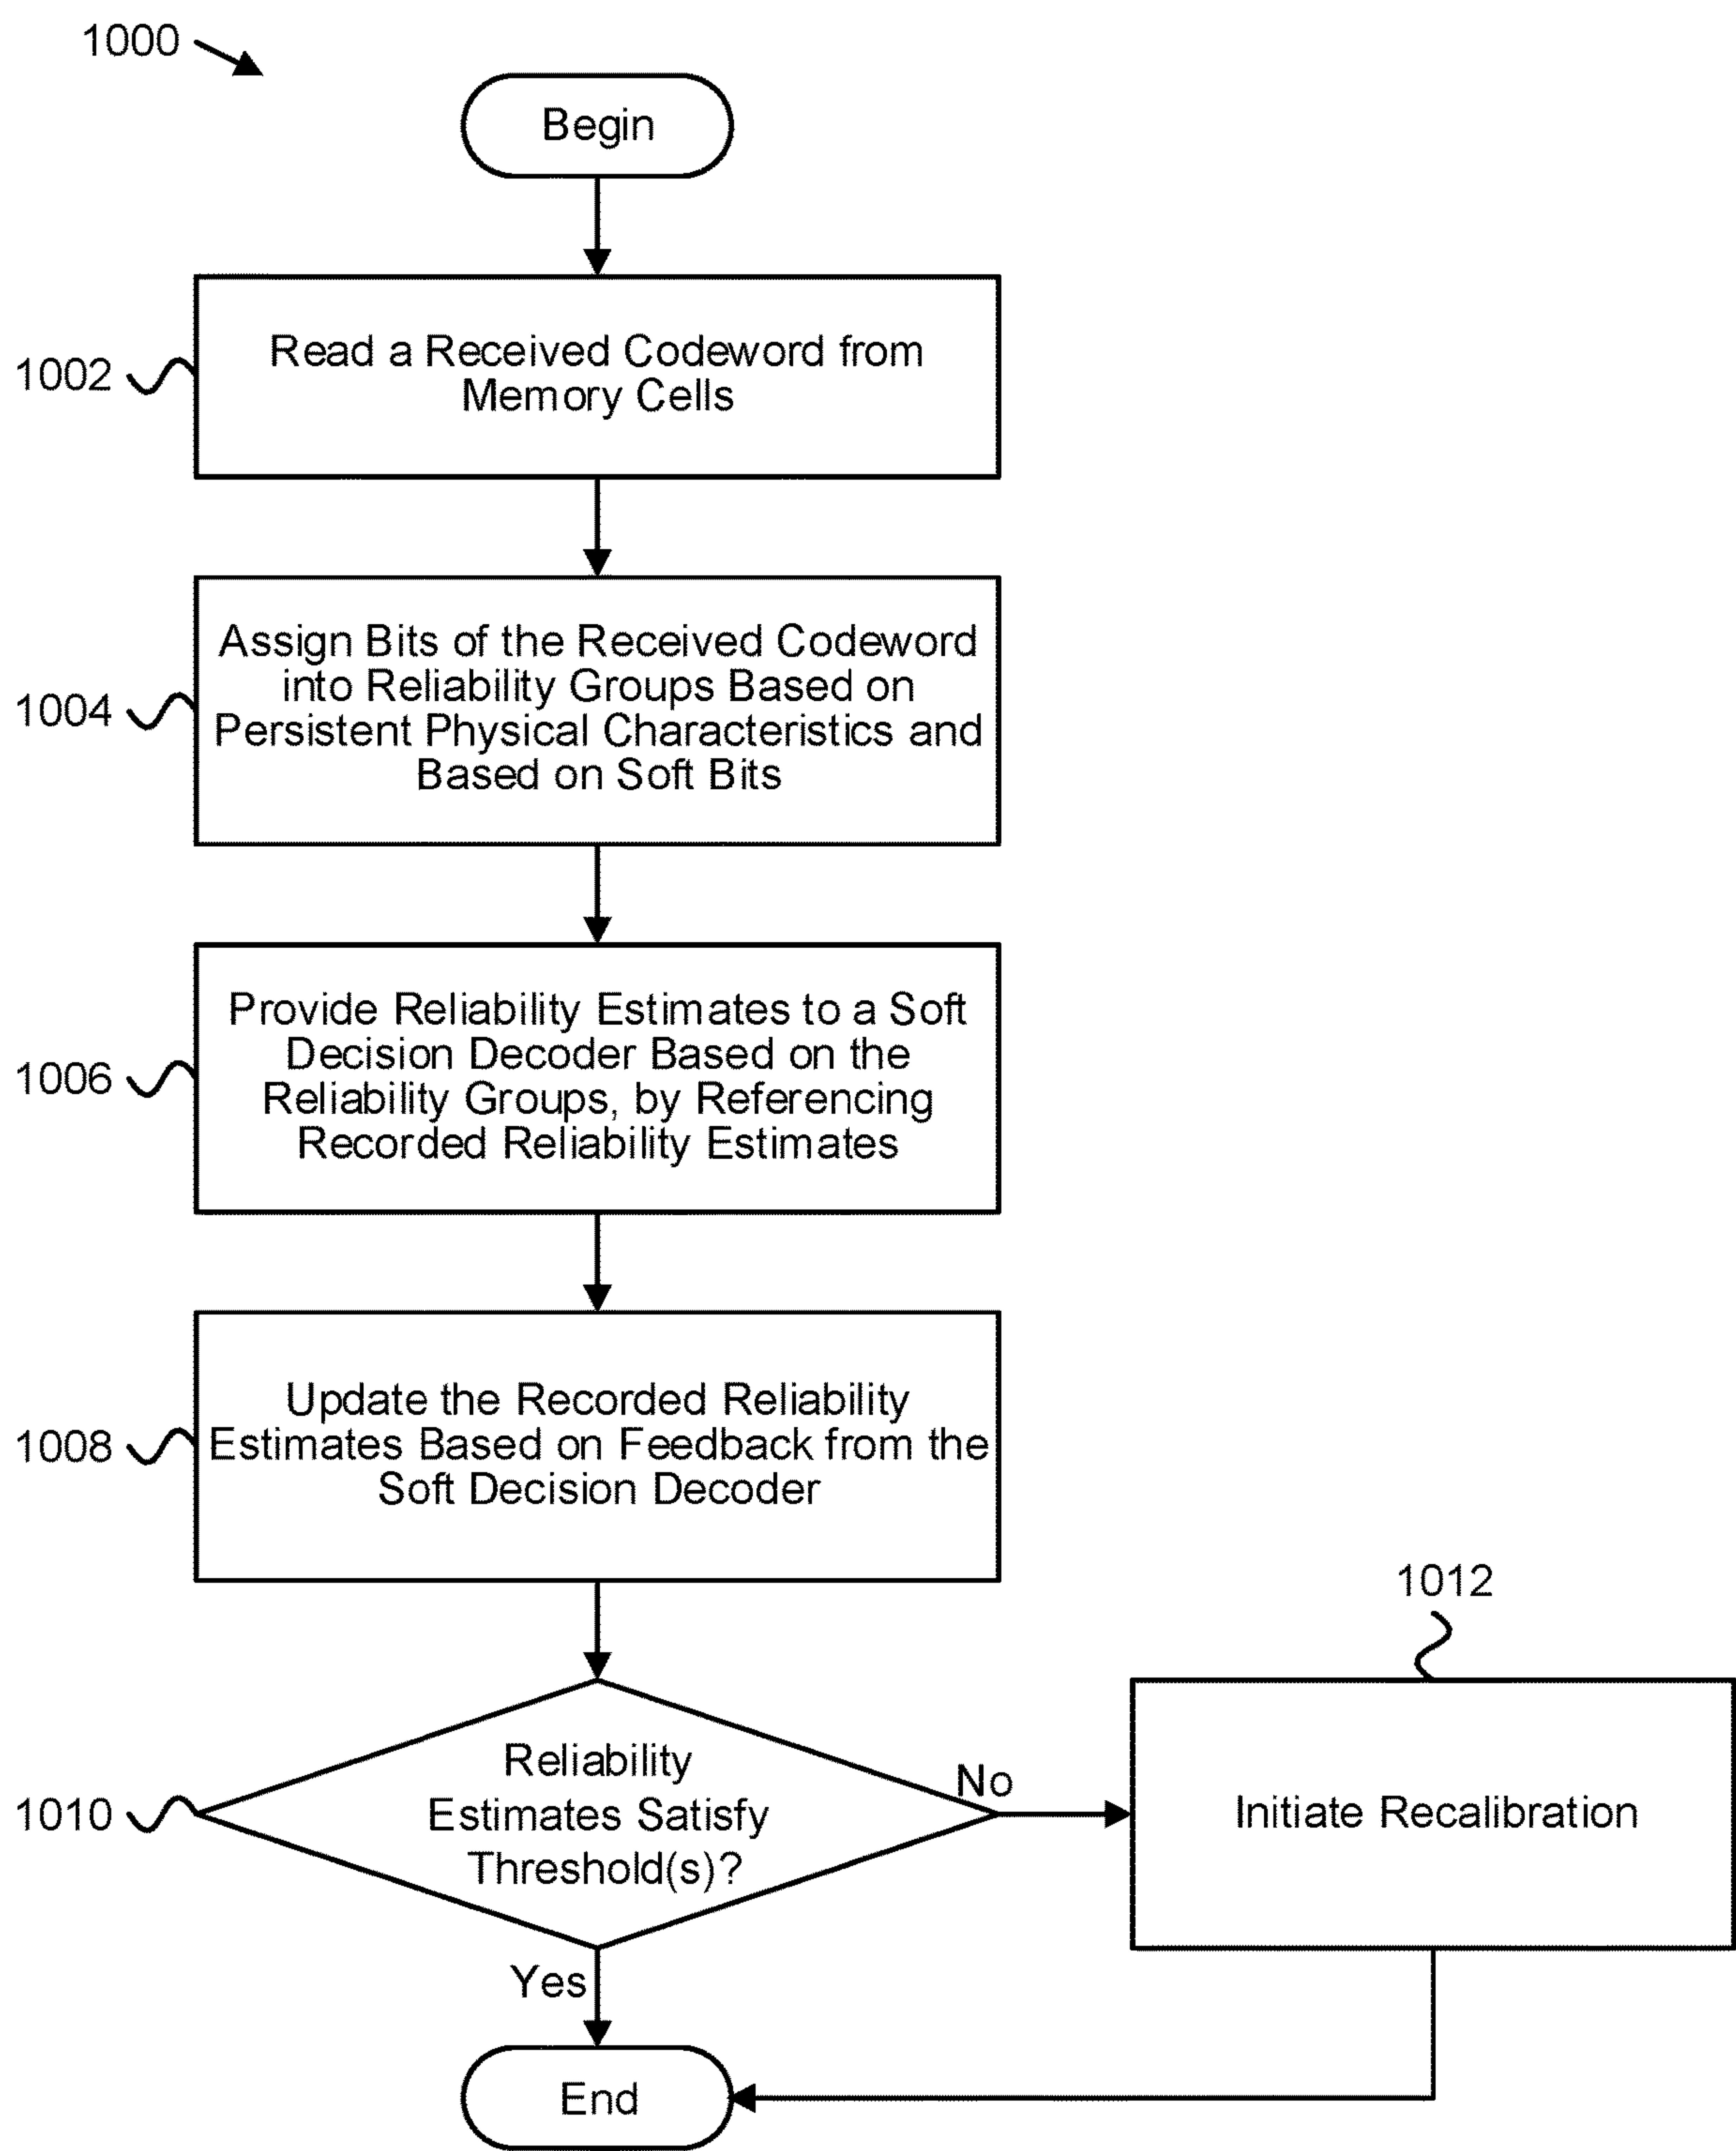 1000
Begin
1002
Read a Received Codeword from
Memory Cells
1004
Assign Bits of the Received Codeword
into Reliability Groups Based on
Persistent Physical Characteristics and
Based on Soft Bits
1006
Provide Reliability Estimates to a Soft
Decision Decoder Based on the
Reliability Groups, by Referencing
Recorded Reliability Estimates
1008
Update the Recorded Reliability
Estimates Based on Feedback from the
Soft Decision Decoder
1010
Reliability
Estimates Satisfy
Threshold(s)?
No
1012
Initiate Recalibration
Yes
End